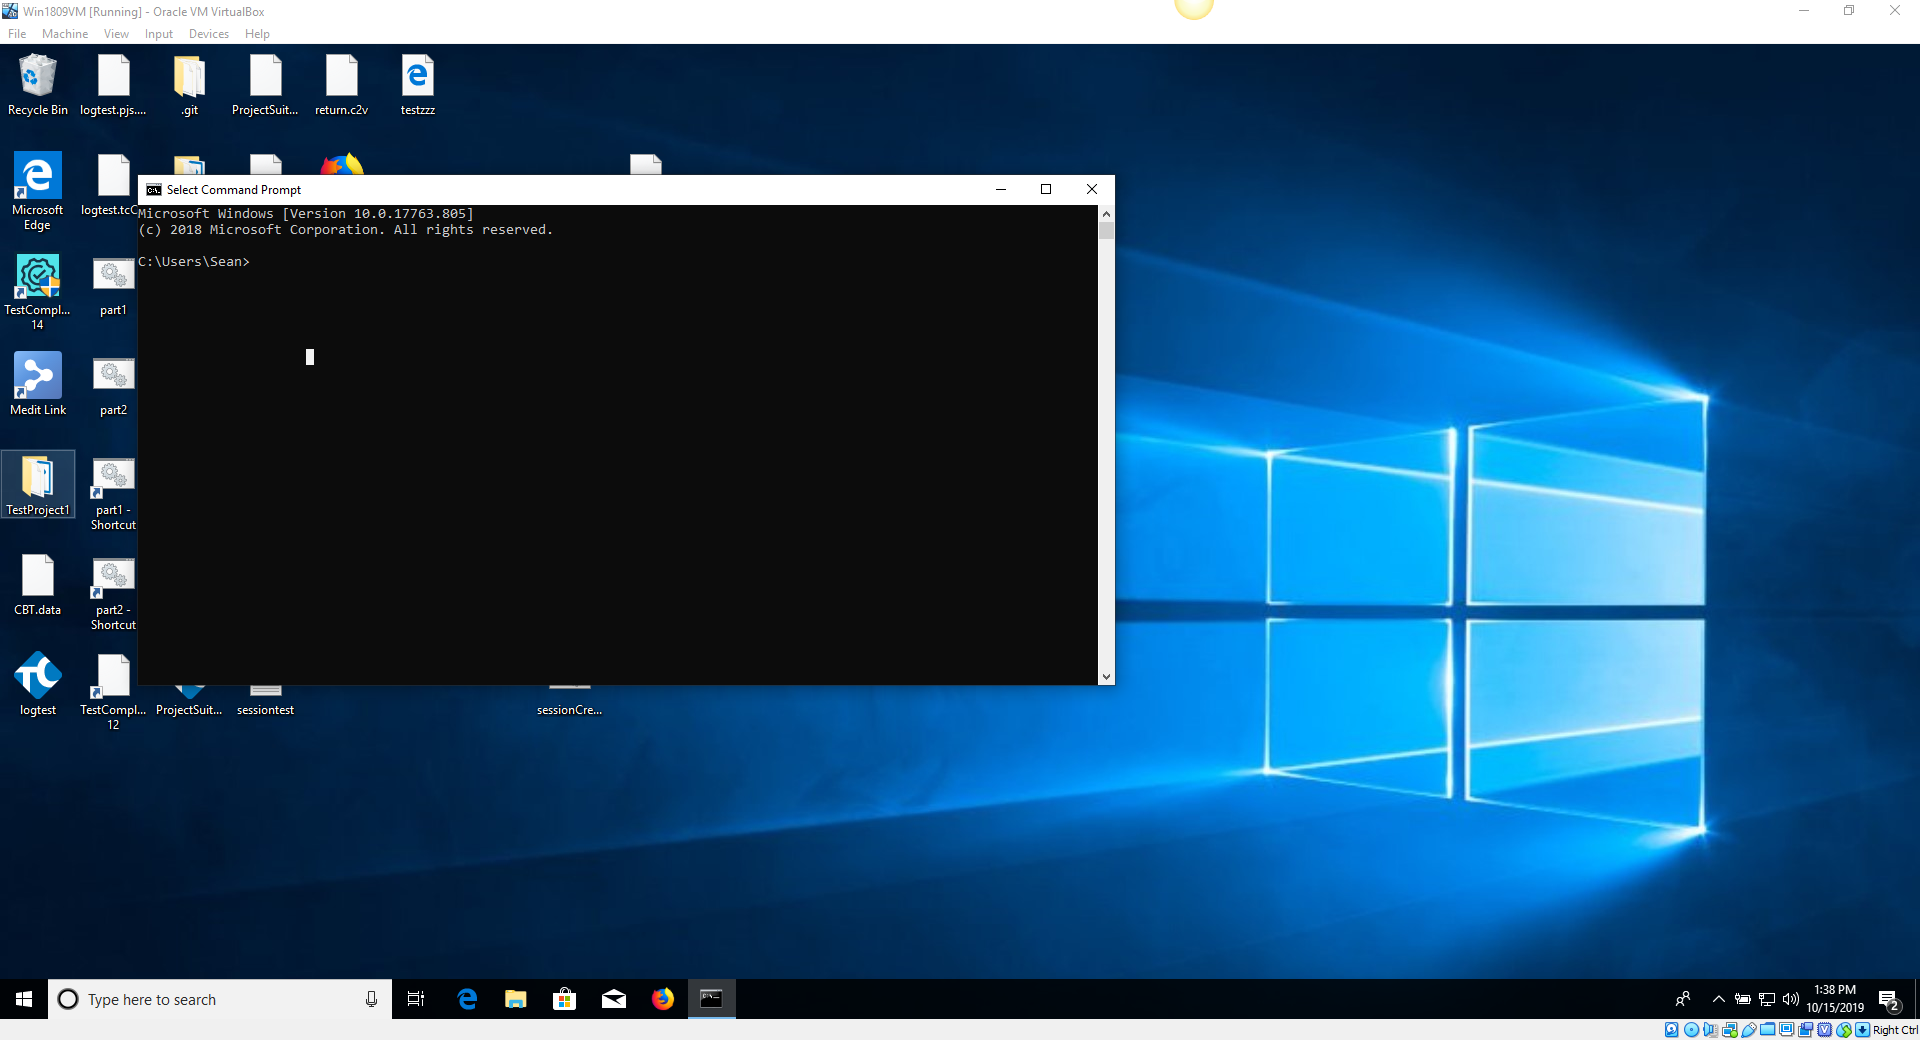 Win1809VM [Running] - Oracle VM VirtualBox
File Machine View Input Devices Help
Recycle Bin
logtest.pjs....
.git
ProjectSuit...
return.c2v
testzzz
Microsoft
Edge
logtest.tcC
Select Command Prompt
Microsoft Windows [Version 10.0.17763.805]
(c) 2018 Microsoft Corporation. All rights reserved.
C:\Users\Sean>
TestCompl...
14
part1
Medit Link
part2
TestProject1
part1 -
Shortcut
CBT.data
part2 -
Shortcut
logtest
TestCompl...
12
ProjectSuit...
sessiontest
sessionCre...
Type here to search
1:38 PM
10/15/2019
2
Right Ctrl